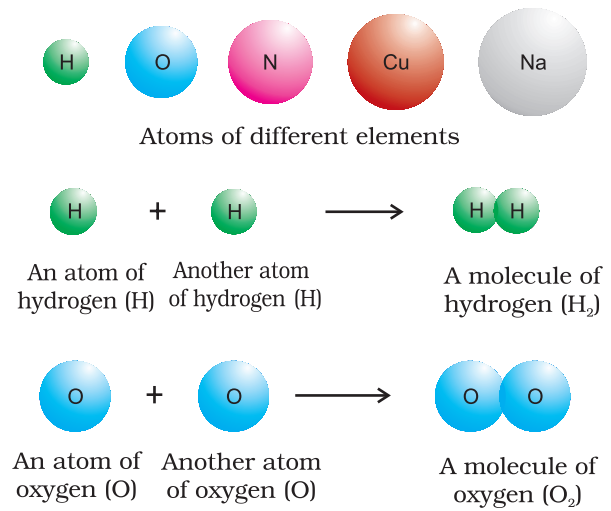 H O N Cu Na
Atoms of different elements
H + H → H H
An atom of Another atom A molecule of
hydrogen (H) of hydrogen (H) hydrogen (H₂)
O + O → O O
An atom of Another atom A molecule of
oxygen (O) of oxygen (O) oxygen (O₂)